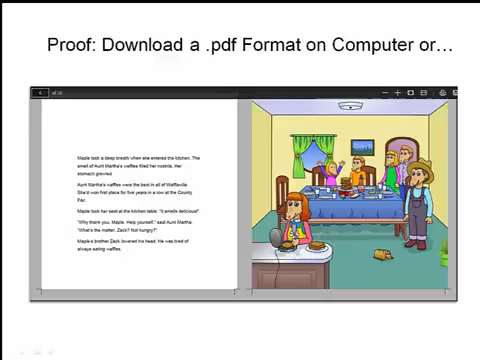 Proof: Download a .pdf Format on Computer or…
of 32
Maple took a deep breath when she entered the kitchen. The
smell of Aunt Martha's waffles filled her nostrils. Her
stomach growled.
Aunt Martha's waffles were the best in all of Waffleville.
She'd won first place for five years in a row at the County
Fair.
Maple took her seat at the kitchen table. "It smells delicious!"
"Why thank you, Maple. Help yourself," said Aunt Martha.
"What's the matter, Zack? Not hungry?"
Maple's brother Zack lowered his head. He was tired of
always eating waffles.